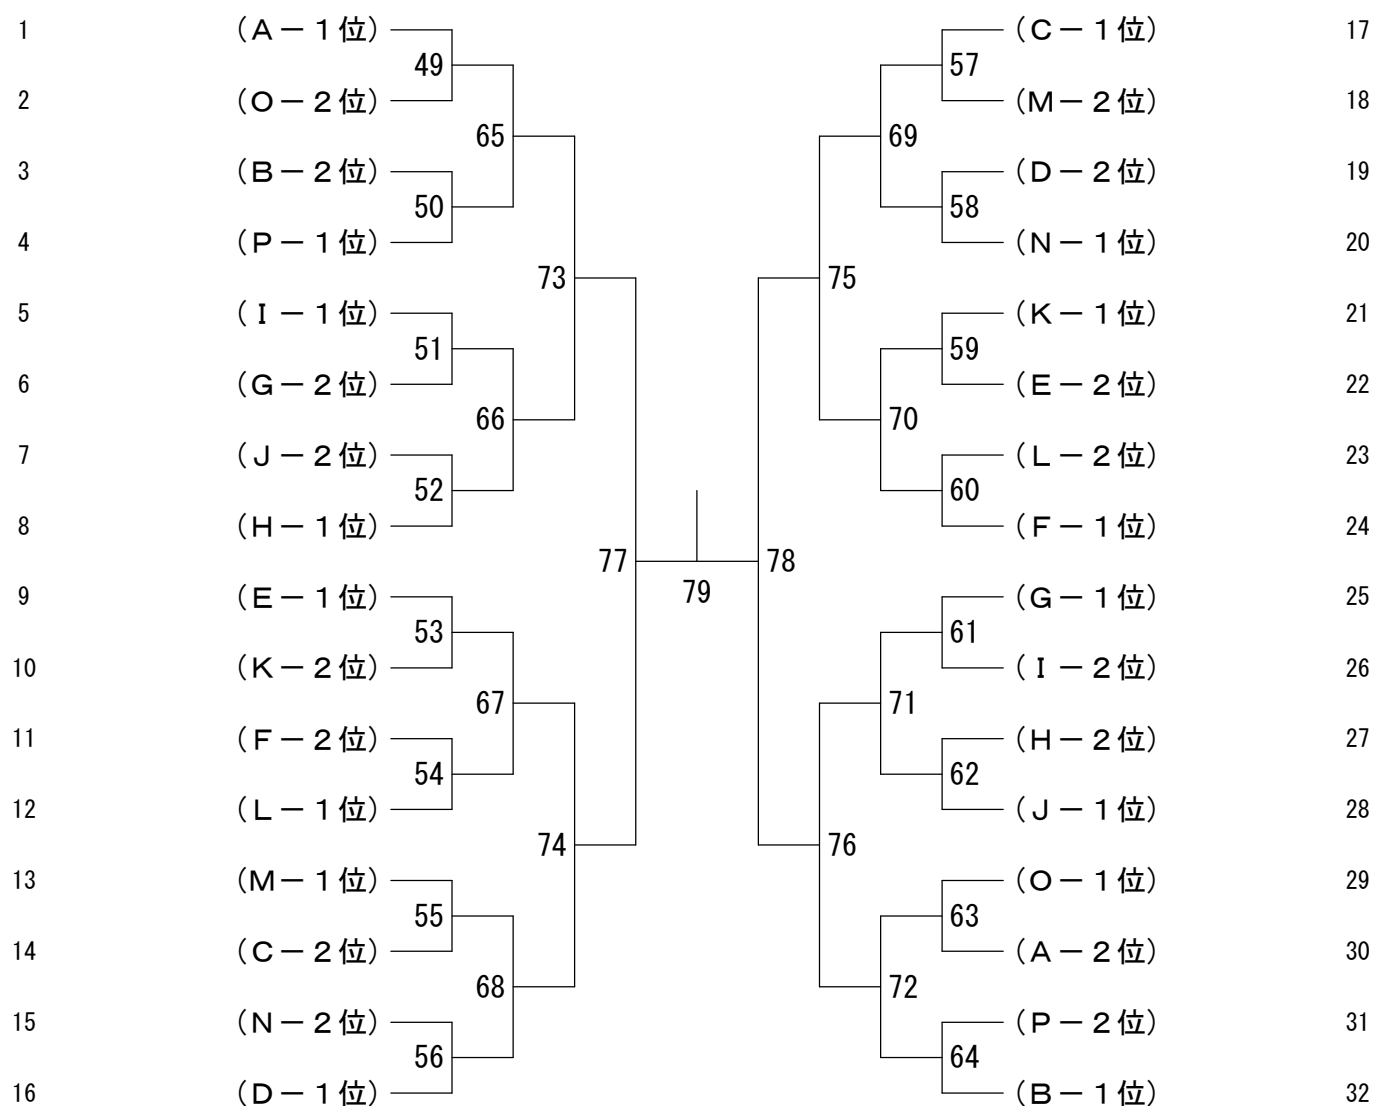 1 (A－1位) (C－1位) 17
49 57
2 (O－2位) (M－2位) 18
65 69
3 (B－2位) (D－2位) 19
50 58
4 (P－1位) (N－1位) 20
73 75
5 (I－1位) (K－1位) 21
51 59
6 (G－2位) (E－2位) 22
66 70
7 (J－2位) (L－2位) 23
52 60
8 (H－1位) (F－1位) 24
77 78
79
9 (E－1位) (G－1位) 25
53 61
10 (K－2位) (I－2位) 26
67 71
11 (F－2位) (H－2位) 27
54 62
12 (L－1位) (J－1位) 28
74 76
13 (M－1位) (O－1位) 29
55 63
14 (C－2位) (A－2位) 30
68 72
15 (N－2位) (P－2位) 31
56 64
16 (D－1位) (B－1位) 32